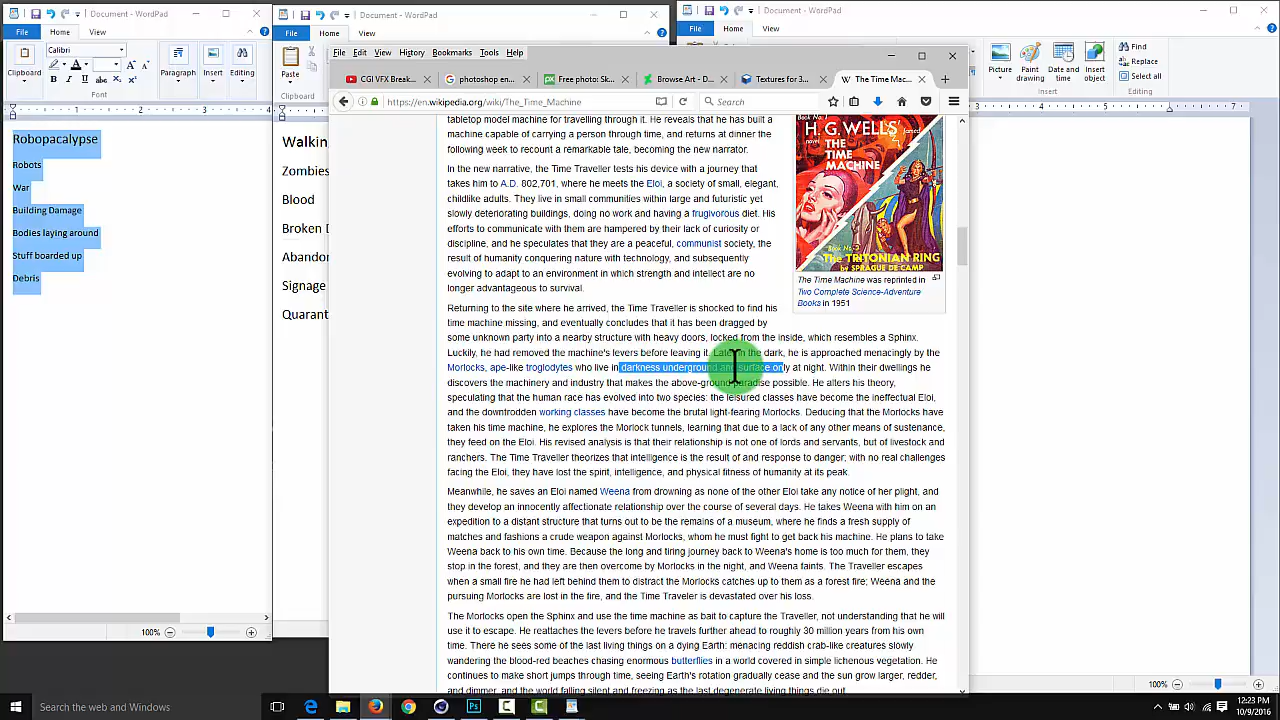 Document - WordPad
File
Home
View
Clipboard
Calibri
Paragraph
Insert
Editing
Robopacalypse
Robots
War
Building Damage
Bodies laying around
Stuff boarded up
Debris
100%
Document - WordPad
File
Home
View
Paste
Clipboard
Zombies
Blood
Signage
Document - WordPad
File
Home
View
Picture
Paint drawing
Date and time
Insert object
Insert
Find
Replace
Select all
Editing
100%
File Edit View History Bookmarks Tools Help
CGI VFX Break...
photoshop en...
Free photo: Sk...
Browse Art - D...
Textures for 3...
The Time Mac...
https://en.wikipedia.org/wiki/The_Time_Machine
Search
tabletop model machine for travelling through it. He reveals that he has built a
machine capable of carrying a person through time, and returns at dinner the
following week to recount a remarkable tale, becoming the new narrator.
In the new narrative, the Time Traveller tests his device with a journey that
takes him to A.D. 802,701, where he meets the Eloi, a society of small, elegant,
childlike adults. They live in small communities within large and futuristic yet
slowly deteriorating buildings, doing no work and having a frugivorous diet. His
efforts to communicate with them are hampered by their lack of curiosity or
discipline, and he speculates that they are a peaceful, communist society, the
result of humanity conquering nature with technology, and subsequently
evolving to adapt to an environment in which strength and intellect are no
longer advantageous to survival.
Book No. 1
H. G. WELLS'
famed novel
THE TIME MACHINE
Book No. 2
The TRITONIAN RING
by SPRAGUE DE CAMP
The Time Machine was reprinted in
Two Complete Science-Adventure
Books in 1951
Returning to the site where he arrived, the Time Traveller is shocked to find his
time machine missing, and eventually concludes that it has been dragged by
some unknown party into a nearby structure with heavy doors, locked from the inside, which resembles a Sphinx.
Luckily, he had removed the machine's levers before leaving it. Later in the dark, he is approached menacingly by the
Morlocks, ape-like troglodytes who live in darkness underground and surface only at night. Within their dwellings he
discovers the machinery and industry that makes the above-ground paradise possible. He alters his theory,
speculating that the human race has evolved into two species: the leisured classes have become the ineffectual Eloi,
and the downtrodden working classes have become the brutal light-fearing Morlocks. Deducing that the Morlocks have
taken his time machine, he explores the Morlock tunnels, learning that due to a lack of any other means of sustenance,
they feed on the Eloi. His revised analysis is that their relationship is not one of lords and servants, but of livestock and
ranchers. The Time Traveller theorizes that intelligence is the result of and response to danger; with no real challenges
facing the Eloi, they have lost the spirit, intelligence, and physical fitness of humanity at its peak.
Meanwhile, he saves an Eloi named Weena from drowning as none of the other Eloi take any notice of her plight, and
they develop an innocently affectionate relationship over the course of several days. He takes Weena with him on an
expedition to a distant structure that turns out to be the remains of a museum, where he finds a fresh supply of
matches and fashions a crude weapon against Morlocks, whom he must fight to get back his machine. He plans to take
Weena back to his own time. Because the long and tiring journey back to Weena's home is too much for them, they
stop in the forest, and they are then overcome by Morlocks in the night, and Weena faints. The Traveller escapes
when a small fire he had left behind them to distract the Morlocks catches up to them as a forest fire; Weena and the
pursuing Morlocks are lost in the fire, and the Time Traveler is devastated over his loss.
The Morlocks open the Sphinx and use the time machine as bait to capture the Traveller, not understanding that he will
use it to escape. He reattaches the levers before he travels further ahead to roughly 30 million years from his own
time. There he sees some of the last living things on a dying Earth: menacing reddish crab-like creatures slowly
wandering the blood-red beaches chasing enormous butterflies in a world covered in simple lichenous vegetation. He
continues to make short jumps through time, seeing Earth's rotation gradually cease and the sun grow larger, redder,
and dimmer, and the world falling silent and freezing as the last degenerate living things die out.
Search the web and Windows
12:23 PM
10/9/2016